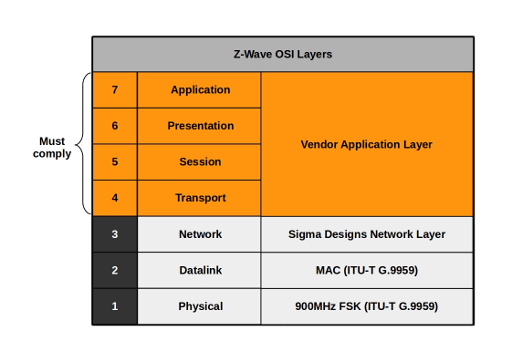 Z-Wave OSI Layers
7 Application
6 Presentation
Vendor Application Layer
Must
comply
5 Session
4 Transport
3 Network Sigma Designs Network Layer
2 Datalink MAC (ITU-T G.9959)
1 Physical 900MHz FSK (ITU-T G.9959)